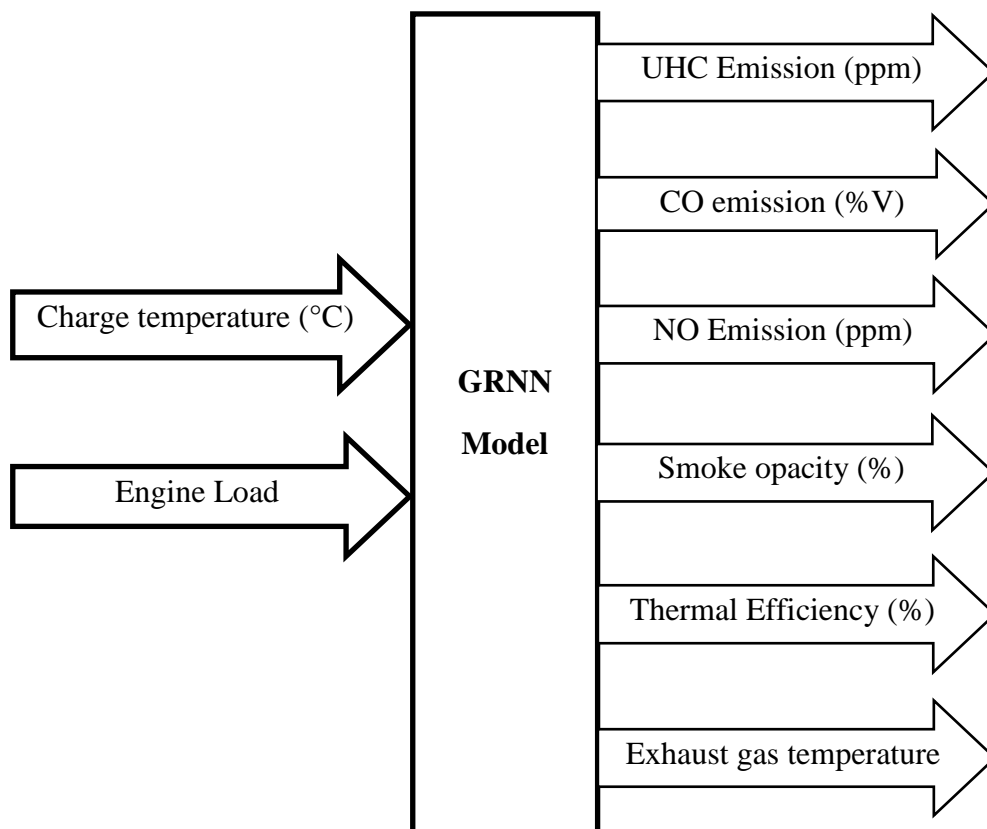 Charge temperature (°C)
Engine Load
GRNN
Model
UHC Emission (ppm)
CO emission (%V)
NO Emission (ppm)
Smoke opacity (%)
Thermal Efficiency (%)
Exhaust gas temperature